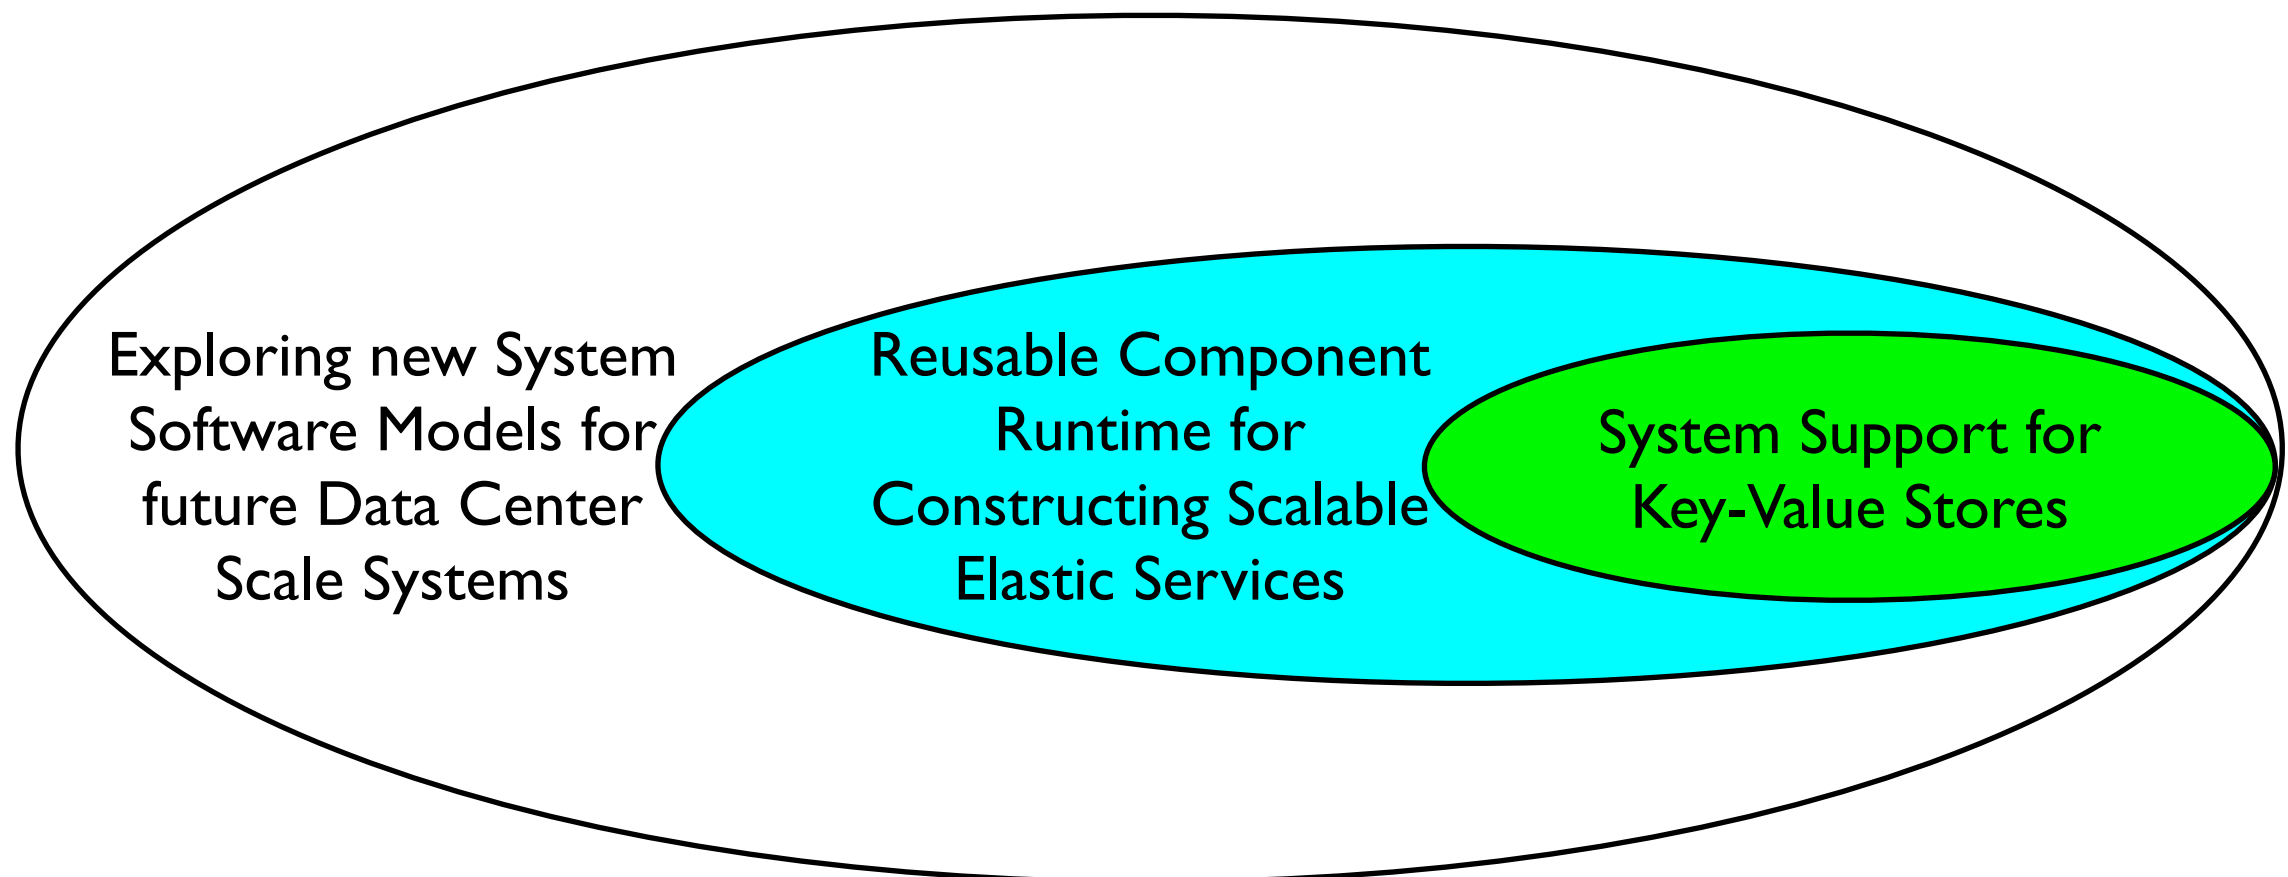 Exploring new System
Software Models for
future Data Center
Scale Systems
Reusable Component
Runtime for
Constructing Scalable
Elastic Services
System Support for
Key-Value Stores